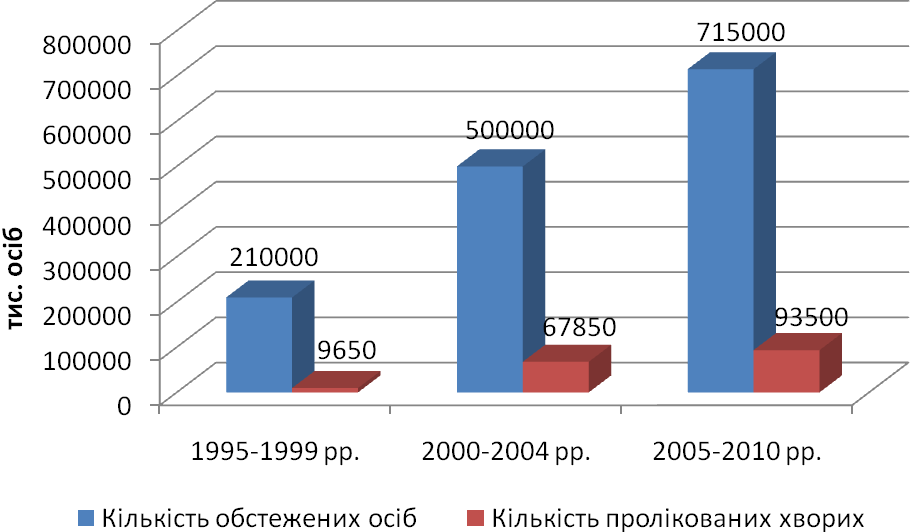 800000
700000
600000
500000
400000
300000
200000
100000
0
тис. осіб
210000
9650
500000
67850
715000
93500
1995-1999 рр.
2000-2004 рр.
2005-2010 рр.
Кількість обстежених осіб
Кількість пролікованих хворих